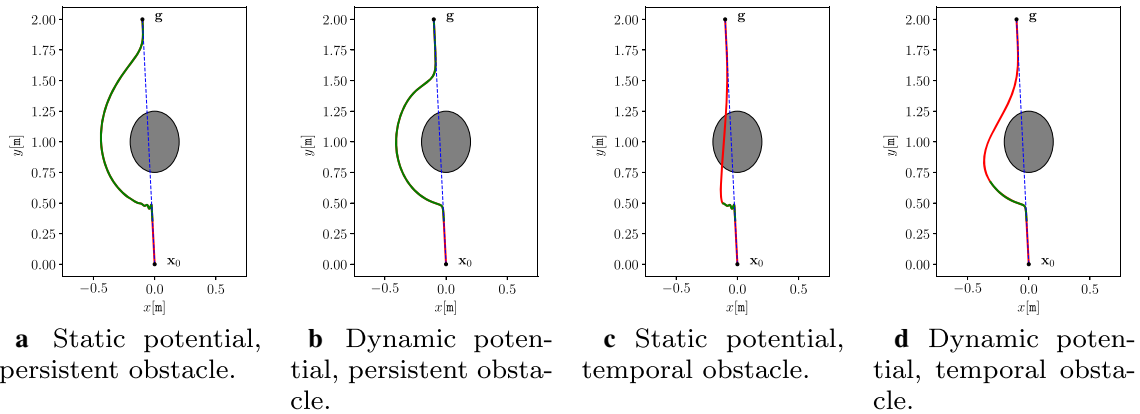 2.00
1.75
1.50
1.25
1.00
0.75
0.50
0.25
0.00
y[m]
g
x₀
−0.5
0.0
0.5
x[m]
a Static potential,
persistent obstacle.
2.00
1.75
1.50
1.25
1.00
0.75
0.50
0.25
0.00
y[m]
g
x₀
−0.5
0.0
0.5
x[m]
b Dynamic poten-
tial, persistent obsta-
cle.
2.00
1.75
1.50
1.25
1.00
0.75
0.50
0.25
0.00
y[m]
g
x₀
−0.5
0.0
0.5
x[m]
c Static potential,
temporal obstacle.
2.00
1.75
1.50
1.25
1.00
0.75
0.50
0.25
0.00
y[m]
g
x₀
−0.5
0.0
0.5
x[m]
d Dynamic poten-
tial, temporal obsta-
cle.